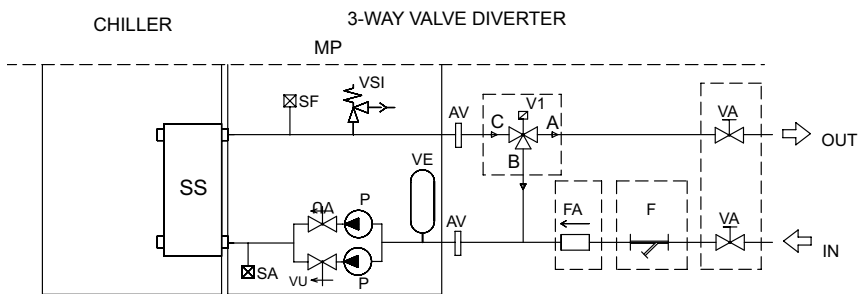 CHILLER
3-WAY VALVE DIVERTER
MP
VSI
SF
AV
C
V1
A
VA
OUT
B
SS
VE
P
AV
FA
F
VA
IN
SA
VU
P